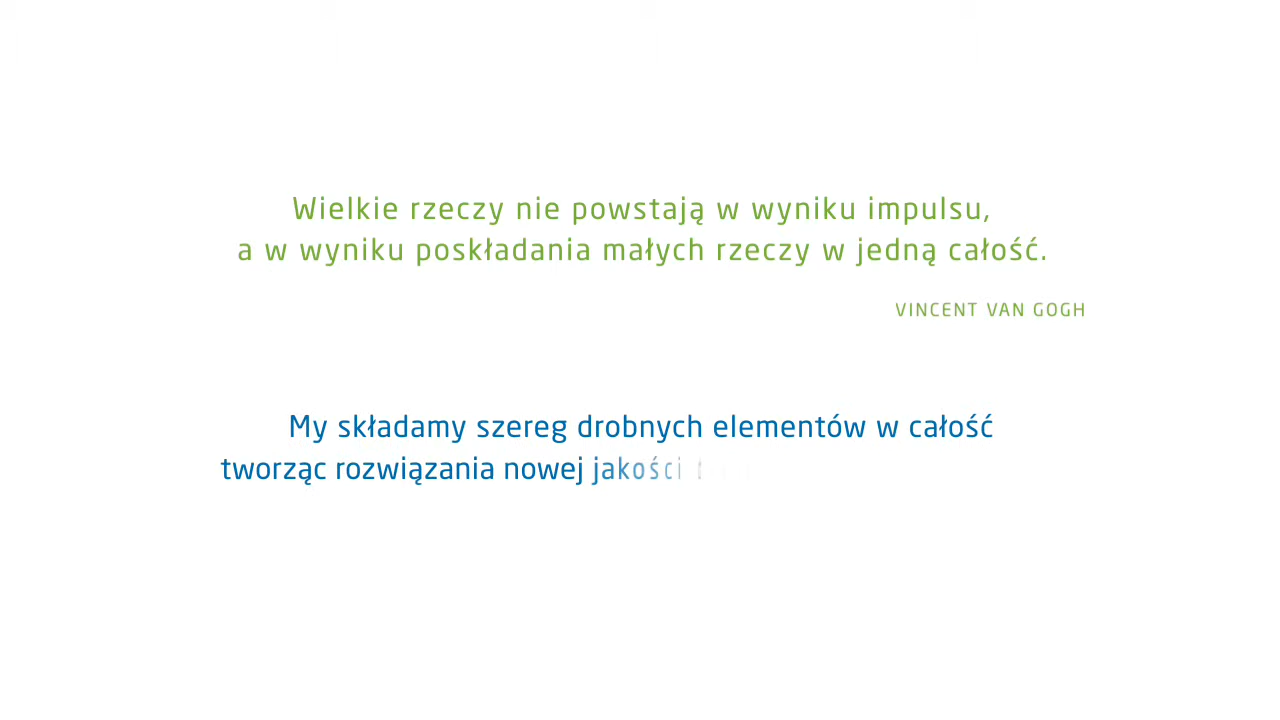 Wielkie rzeczy nie powstają w wyniku impulsu,
a w wyniku poskładania małych rzeczy w jedną całość.
VINCENT VAN GOGH
My składamy szereg drobnych elementów w całość
tworząc rozwiązania nowej jakości